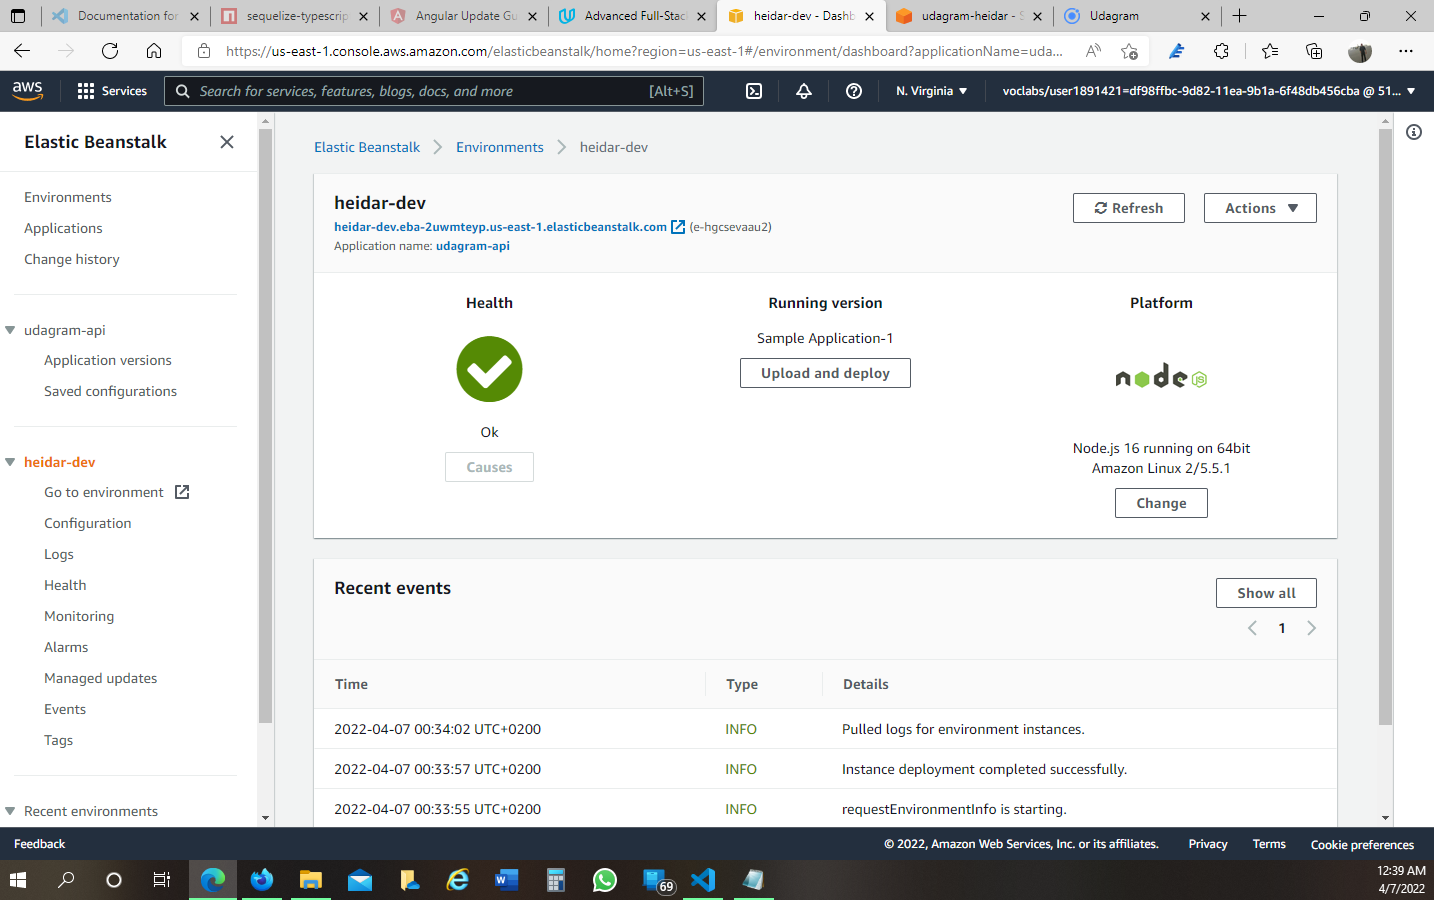 Documentation for
sequelize-typescrip
Angular Update Gu
Advanced Full-Stac
heidar-dev - Dashb
udagram-heidar - S
Udagram
https://us-east-1.console.aws.amazon.com/elasticbeanstalk/home?region=us-east-1#/environment/dashboard?applicationName=uda...
aws
Services
Search for services, features, blogs, docs, and more
[Alt+S]
N. Virginia
voclabs/user1891421=df98ffbc-9d82-11ea-9b1a-6f48db456cba @ 51...
Elastic Beanstalk
Environments
Applications
Change history
udagram-api
Application versions
Saved configurations
heidar-dev
Go to environment
Configuration
Logs
Health
Monitoring
Alarms
Managed updates
Events
Tags
Recent environments
Elastic Beanstalk
Environments
heidar-dev
heidar-dev
heidar-dev.eba-2uwmteyp.us-east-1.elasticbeanstalk.com (e-hgcsevaau2)
Application name: udagram-api
Refresh
Actions
Health
Ok
Causes
Running version
Sample Application-1
Upload and deploy
Platform
node JS
Node.js 16 running on 64bit
Amazon Linux 2/5.5.1
Change
Recent events
Show all
1
Time Type Details
2022-04-07 00:34:02 UTC+0200 INFO Pulled logs for environment instances.
2022-04-07 00:33:57 UTC+0200 INFO Instance deployment completed successfully.
2022-04-07 00:33:55 UTC+0200 INFO requestEnvironmentInfo is starting.
Feedback
© 2022, Amazon Web Services, Inc. or its affiliates.
Privacy
Terms
Cookie preferences
69
12:39 AM
4/7/2022